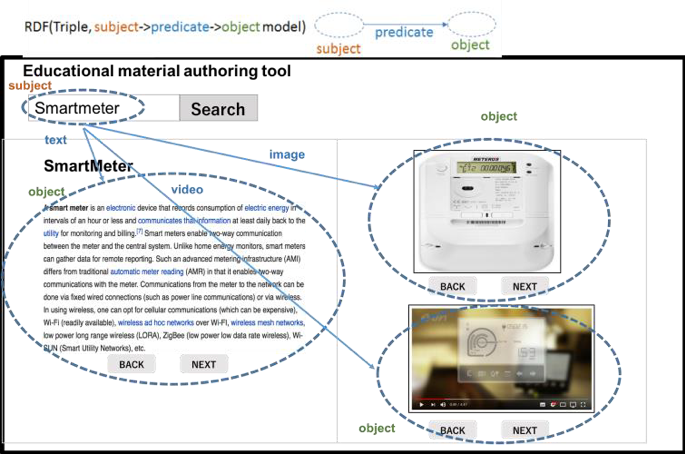 RDF(Triple, subject->predicate->object model)
subject
predicate
object
Educational material authoring tool
subject
Smartmeter
Search
text
image
object
SmartMeter
object
video
A smart meter is an electronic device that records consumption of electric energy in
intervals of an hour or less and communicates that information at least daily back to the
utility for monitoring and billing.[7] Smart meters enable two-way communication
between the meter and the central system. Unlike home energy monitors, smart meters
can gather data for remote reporting. Such an advanced metering infrastructure (AMI)
differs from traditional automatic meter reading (AMR) in that it enables two-way
communications with the meter. Communications from the meter to the network can be
done via fixed wired connections (such as power line communications) or via wireless.
In using wireless, one can opt for cellular communications (which can be expensive),
Wi-Fi (readily available), wireless ad hoc networks over Wi-Fi, wireless mesh networks,
low power long range wireless (LORA), ZigBee (low power low data rate wireless), Wi-
SUN (Smart Utility Networks), etc.
BACK
NEXT
METERUS
BACK
NEXT
object
BACK
NEXT